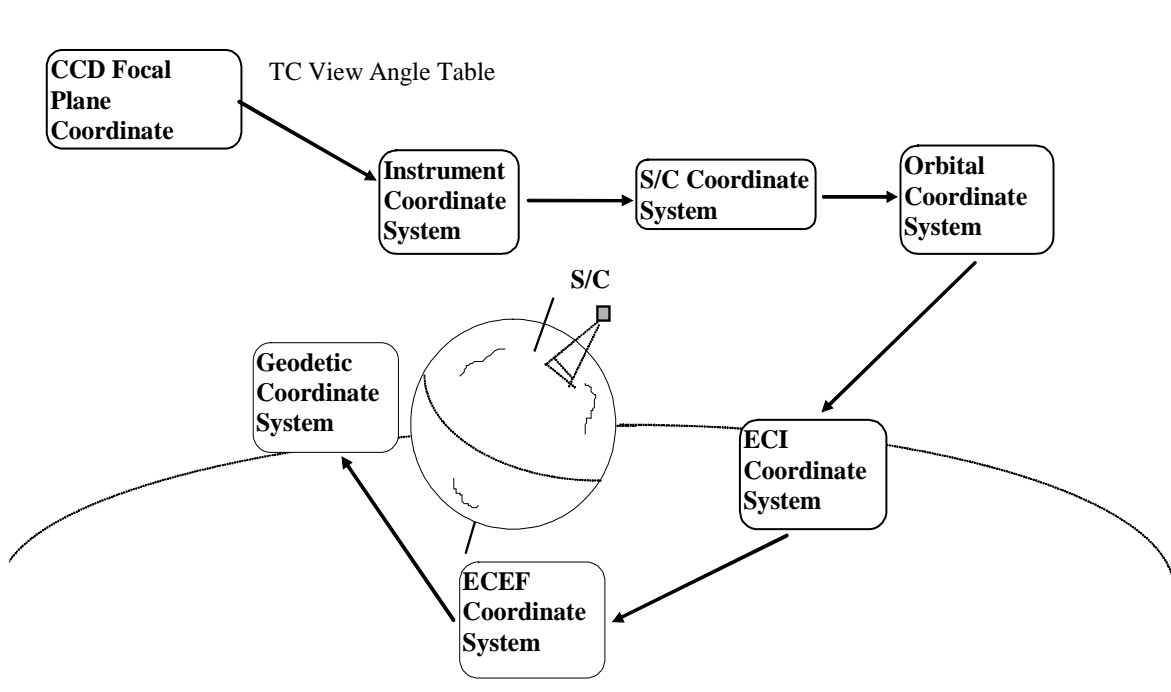 CCD Focal
Plane
Coordinate
TC View Angle Table
Instrument
Coordinate
System
S/C Coordinate
System
Orbital
Coordinate
System
S/C
Geodetic
Coordinate
System
ECI
Coordinate
System
ECEF
Coordinate
System